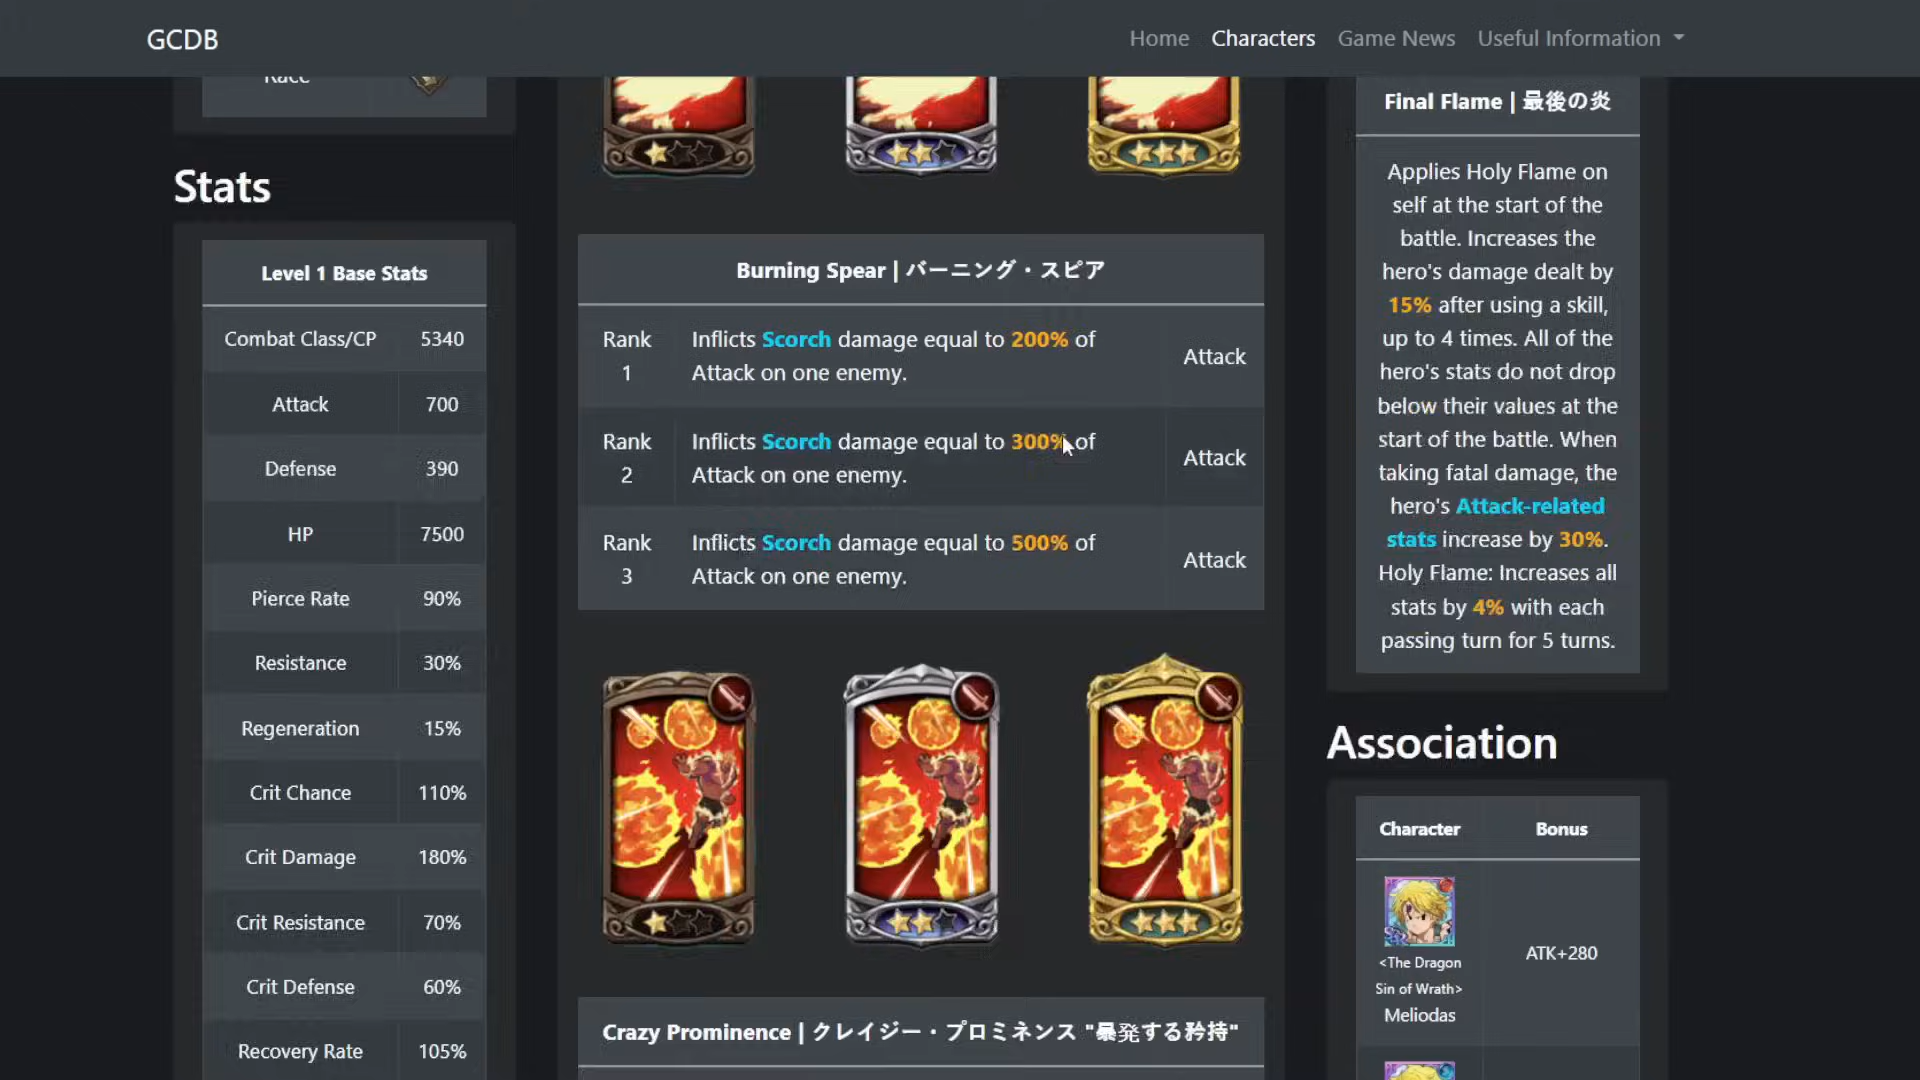 GCDB
Home Characters Game News Useful Information
Race
Stats
Level 1 Base Stats
Combat Class/CP 5340
Attack 700
Defense 390
HP 7500
Pierce Rate 90%
Resistance 30%
Regeneration 15%
Crit Chance 110%
Crit Damage 180%
Crit Resistance 70%
Crit Defense 60%
Recovery Rate 105%
Burning Spear | バーニング・スピア
Rank 1
Inflicts Scorch damage equal to 200% of
Attack on one enemy.
Attack
Rank 2
Inflicts Scorch damage equal to 300% of
Attack on one enemy.
Attack
Rank 3
Inflicts Scorch damage equal to 500% of
Attack on one enemy.
Attack
Crazy Prominence | クレイジー・プロミネンス "暴発する矜持"
Final Flame | 最後の炎
Applies Holy Flame on
self at the start of the
battle. Increases the
hero's damage dealt by
15% after using a skill,
up to 4 times. All of the
hero's stats do not drop
below their values at the
start of the battle. When
taking fatal damage, the
hero's Attack-related
stats increase by 30%.
Holy Flame: Increases all
stats by 4% with each
passing turn for 5 turns.
Association
Character Bonus
<The Dragon
Sin of Wrath>
Meliodas
ATK+280